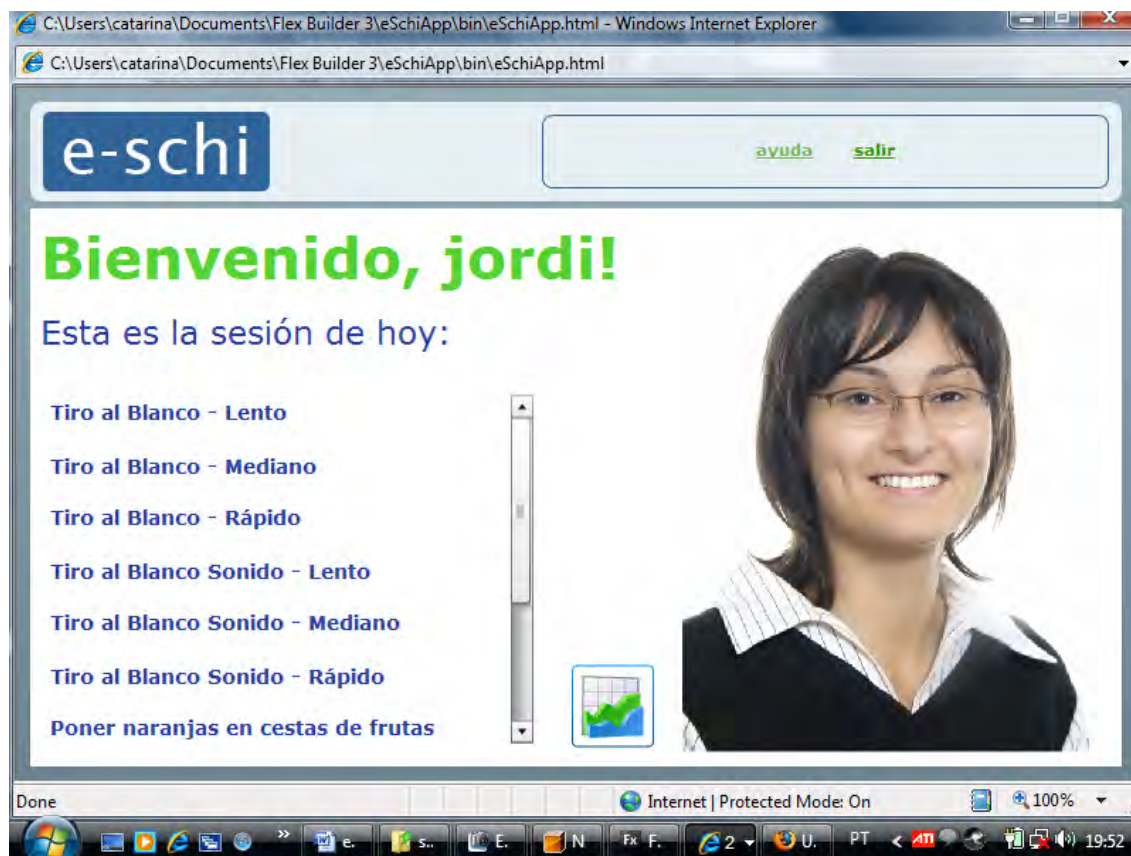 C:\Users\catarina\Documents\Flex Builder 3\eSchiApp\bin\eSchiApp.html - Windows Internet Explorer
C:\Users\catarina\Documents\Flex Builder 3\eSchiApp\bin\eSchiApp.html
e-schi
ayuda salir
Bienvenido, jordi!
Esta es la sesión de hoy:
Tiro al Blanco - Lento
Tiro al Blanco - Mediano
Tiro al Blanco - Rápido
Tiro al Blanco Sonido - Lento
Tiro al Blanco Sonido - Mediano
Tiro al Blanco Sonido - Rápido
Poner naranjas en cestas de frutas
Done Internet | Protected Mode: On 100%
» e. s.. E. N Fx F. 2 U. PT < ATI 19:52